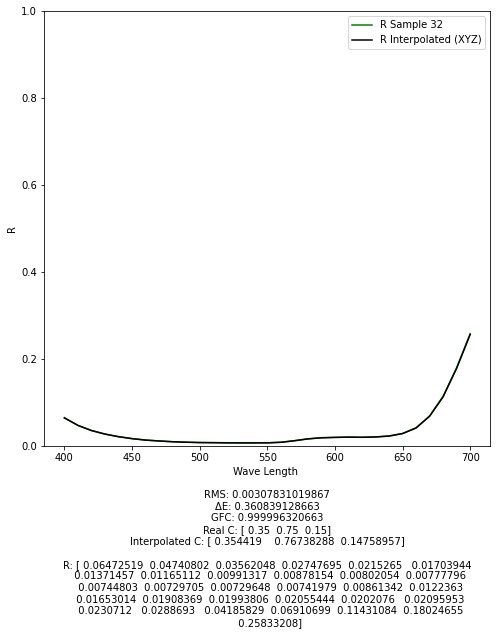 1.0
0.8
0.6
0.4
0.2
0.0
R
R Sample 32
R Interpolated (XYZ)
400 450 500 550 600 650 700
Wave Length
RMS: 0.00307831019867
ΔE: 0.360839128663
GFC: 0.999996320663
Real C: [ 0.35 0.75 0.15]
Interpolated C: [ 0.354419 0.76738288 0.14758957]
R: [ 0.06472519 0.04740802 0.03562048 0.02747695 0.0215265 0.01703944
0.01371457 0.01165112 0.00991317 0.00878154 0.00802054 0.00777796
0.00744803 0.00729705 0.00729648 0.00741979 0.00861342 0.0122363
0.01653014 0.01908369 0.01993806 0.02055444 0.0202076 0.02095953
0.0230712 0.0288693 0.04185829 0.06910699 0.11431084 0.18024655
0.25833208]